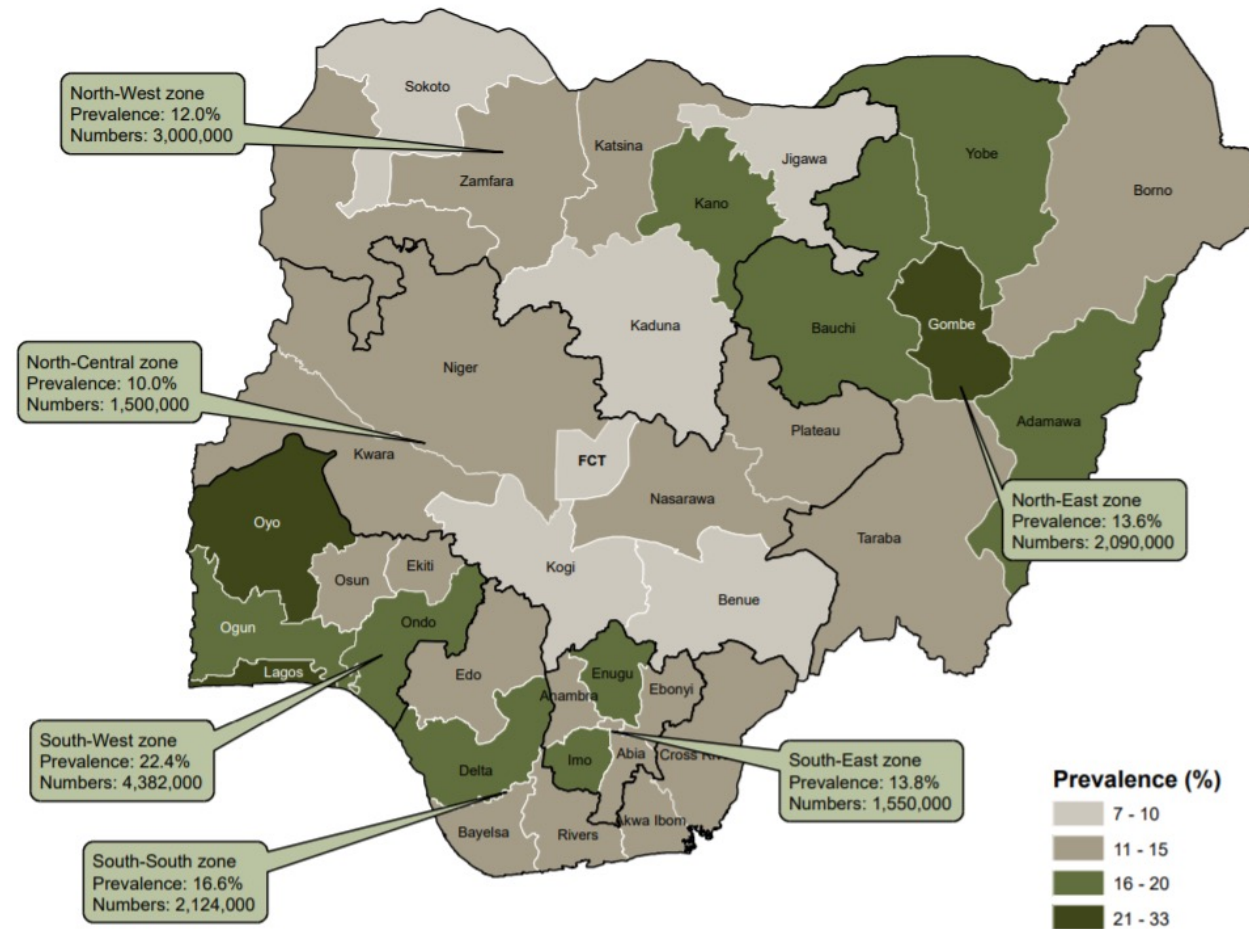 Sokoto
North-West zone
Prevalence: 12.0%
Numbers: 3,000,000
Katsina
Jigawa
Yobe
Zamfara
Kano
Borno
Kaduna
Bauchi
Gombe
North-Central zone
Prevalence: 10.0%
Numbers: 1,500,000
Niger
Adamawa
Plateau
Kwara
FCT
Nasarawa
North-East zone
Prevalence: 13.6%
Numbers: 2,090,000
Oyo
Taraba
Osun
Ekiti
Kogi
Benue
Ogun
Ondo
Lagos
Edo
Enugu
Anambra
Ebonyi
South-West zone
Prevalence: 22.4%
Numbers: 4,382,000
Imo
Abia
Cross
South-East zone
Prevalence: 13.8%
Numbers: 1,550,000
Delta
Bayelsa
Rivers
Akwa Ibom
South-South zone
Prevalence: 16.6%
Numbers: 2,124,000
Prevalence (%)
7 - 10
11 - 15
16 - 20
21 - 33